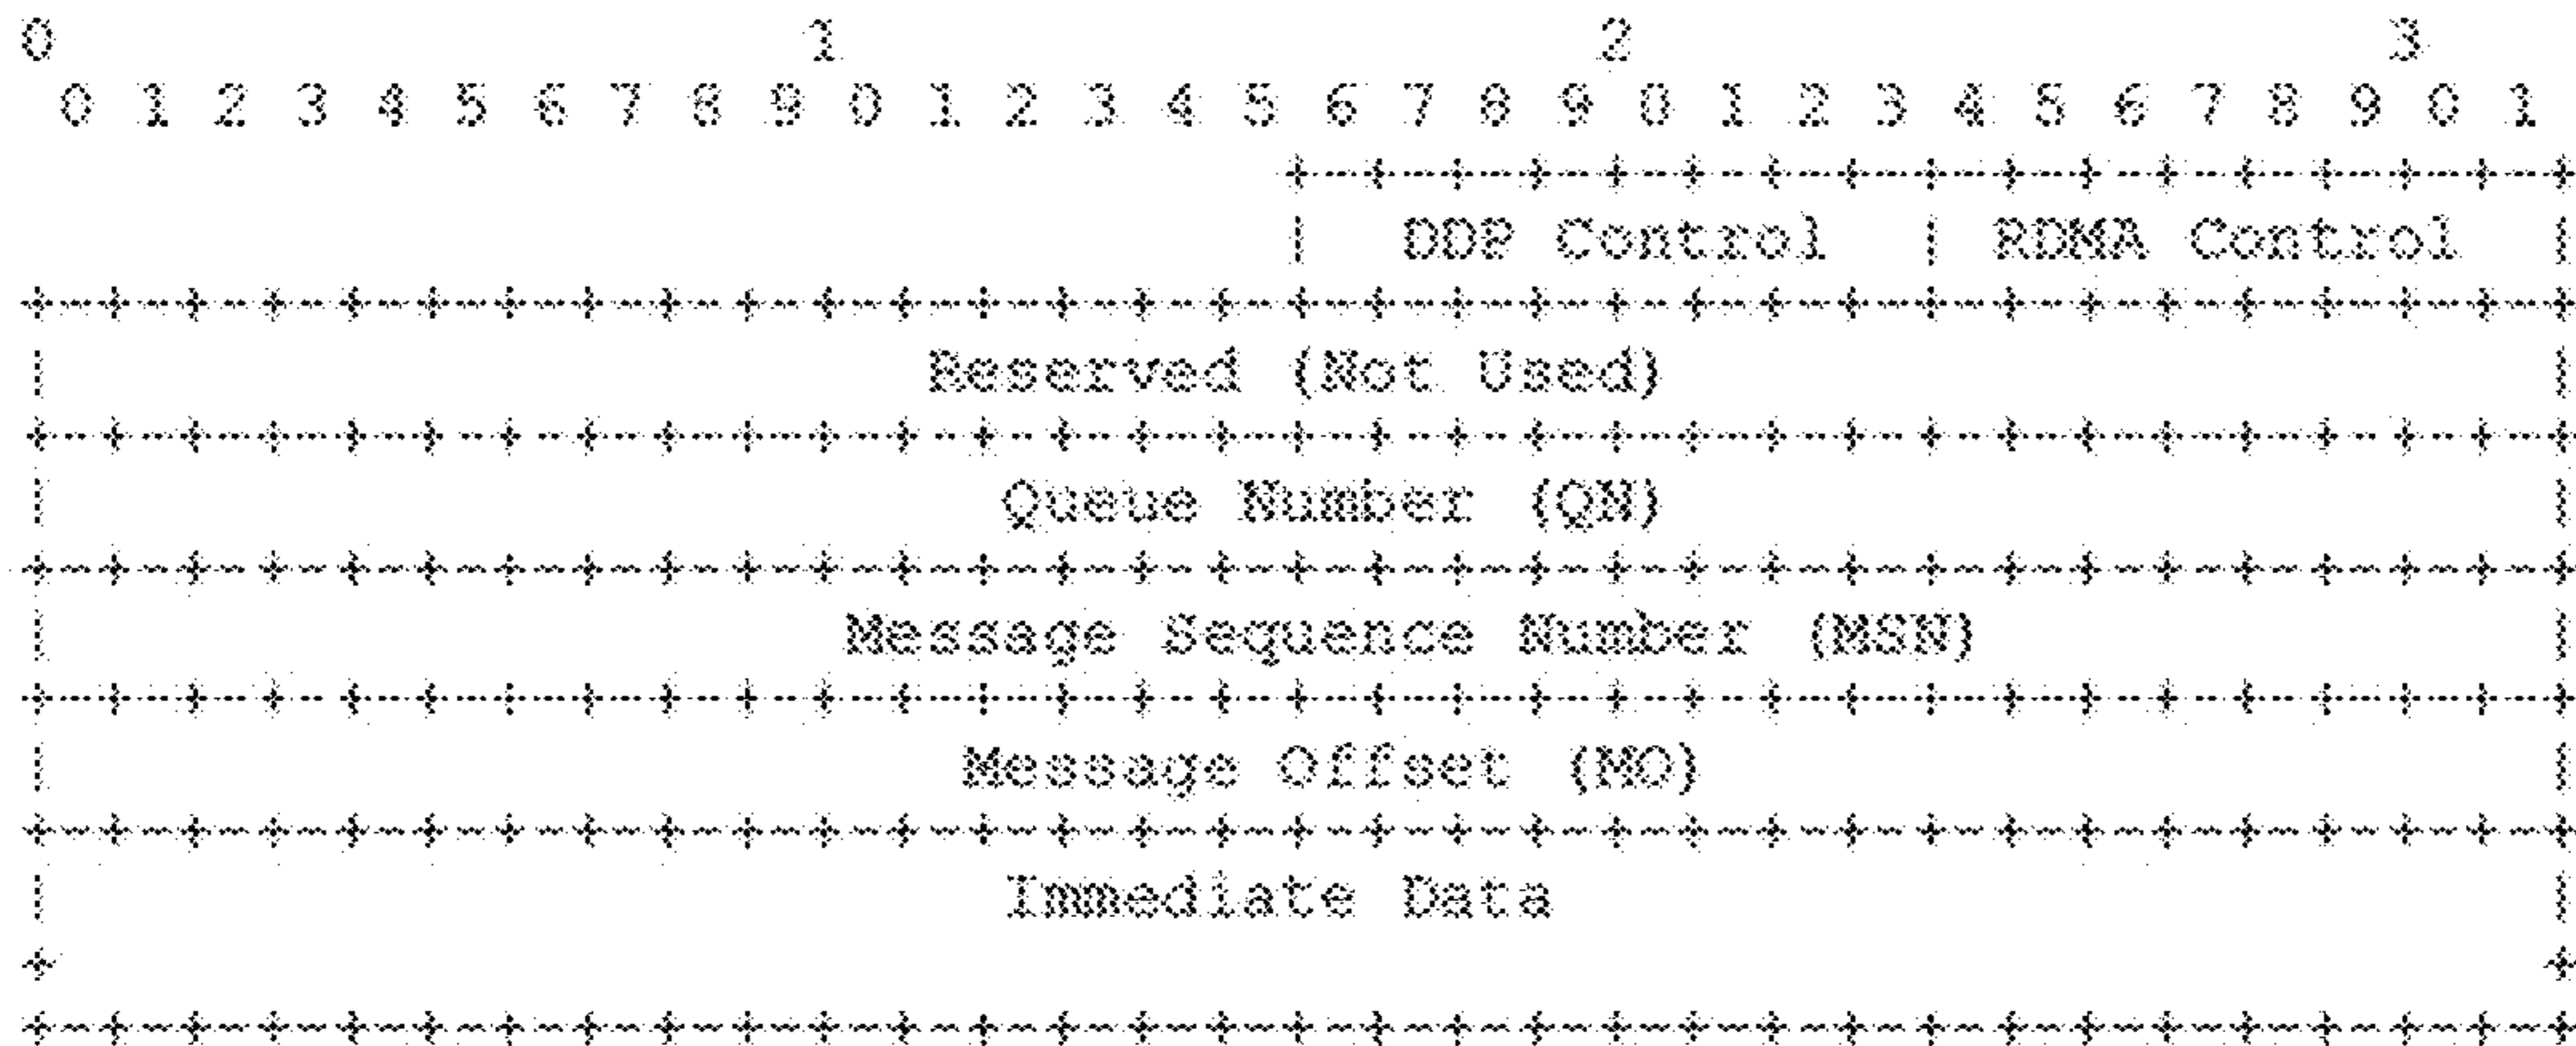 0                   1                   2                   3
 0 1 2 3 4 5 6 7 8 9 0 1 2 3 4 5 6 7 8 9 0 1 2 3 4 5 6 7 8 9 0 1
                                +-+-+-+-+-+-+-+-+-+-+-+-+-+-+-+-+
                                |  DDP Control  | RDMA Control  |
+-+-+-+-+-+-+-+-+-+-+-+-+-+-+-+-+-+-+-+-+-+-+-+-+-+-+-+-+-+-+-+-+
|                      Reserved (Not Used)                      |
+-+-+-+-+-+-+-+-+-+-+-+-+-+-+-+-+-+-+-+-+-+-+-+-+-+-+-+-+-+-+-+-+
|                        Queue Number (QN)                      |
+-+-+-+-+-+-+-+-+-+-+-+-+-+-+-+-+-+-+-+-+-+-+-+-+-+-+-+-+-+-+-+-+
|                    Message Sequence Number (MSN)              |
+-+-+-+-+-+-+-+-+-+-+-+-+-+-+-+-+-+-+-+-+-+-+-+-+-+-+-+-+-+-+-+-+
|                       Message Offset (MO)                     |
+-+-+-+-+-+-+-+-+-+-+-+-+-+-+-+-+-+-+-+-+-+-+-+-+-+-+-+-+-+-+-+-+
|                        Immediate Data                         |
+                                                               +
+-+-+-+-+-+-+-+-+-+-+-+-+-+-+-+-+-+-+-+-+-+-+-+-+-+-+-+-+-+-+-+-+